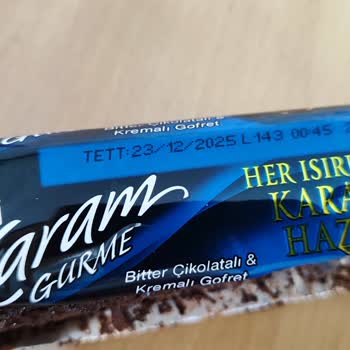 Bitter Çikolatalı &
Kremalı Gofret
TETT:23/12/2025 L143 00:45
Karam
GURME
HER ISIR
KARA
HAZ
Bitter Çikolatalı &
Kremalı Gofret